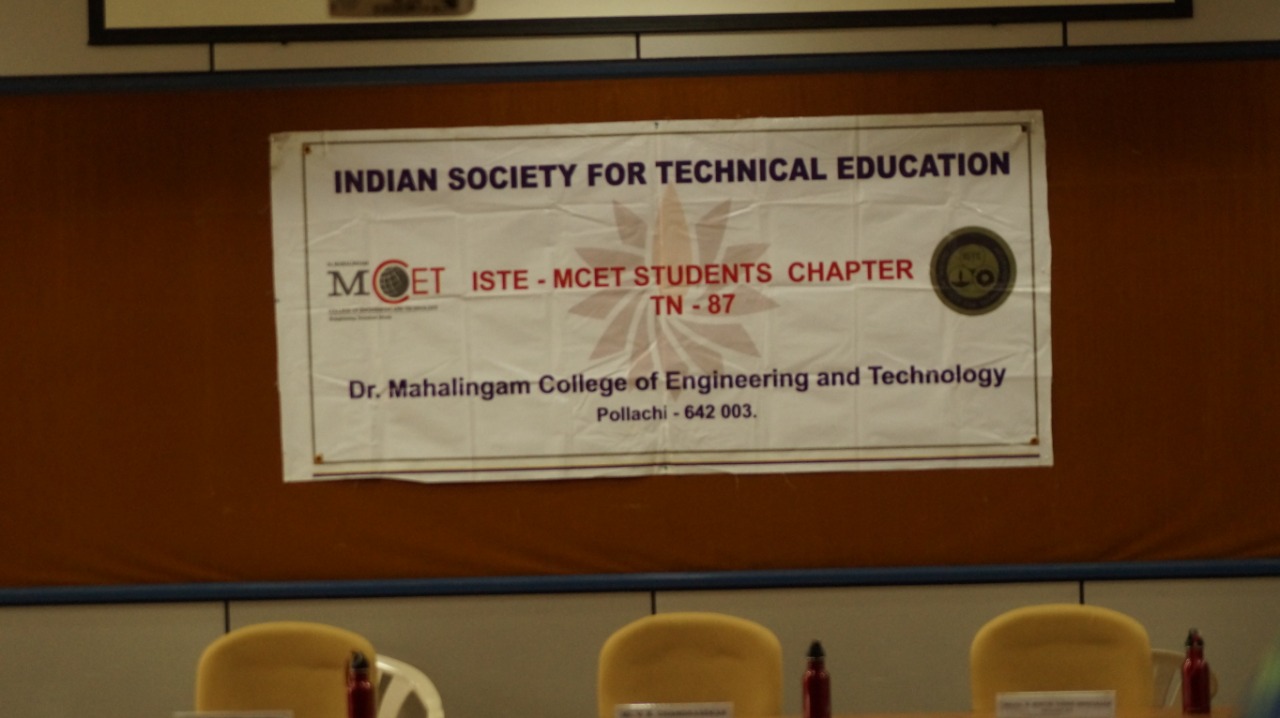 INDIAN SOCIETY FOR TECHNICAL EDUCATION
MCET
ISTE - MCET STUDENTS CHAPTER
TN - 87
Dr. Mahalingam College of Engineering and Technology
Pollachi - 642 003.